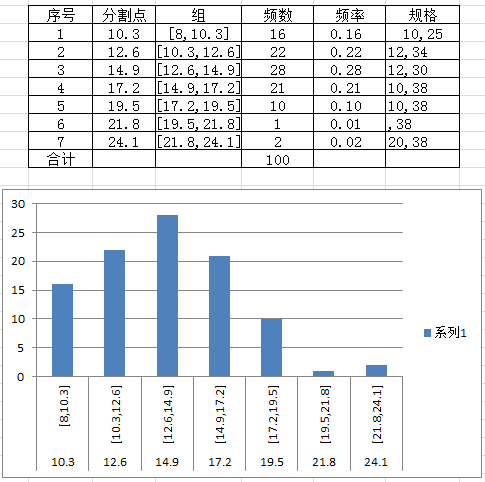 序号 分割点 组 频数 频率 规格
1 10.3 [8,10.3] 16 0.16 10,25
2 12.6 [10.3,12.6] 22 0.22 12,34
3 14.9 [12.6,14.9] 28 0.28 12,30
4 17.2 [14.9,17.2] 21 0.21 10,38
5 19.5 [17.2,19.5] 10 0.10 10,38
6 21.8 [19.5,21.8] 1 0.01 ,38
7 24.1 [21.8,24.1] 2 0.02 20,38
合计 100
30
25
20
15
10
5
0
系列1
[8,10.3] [10.3,12.6] [12.6,14.9] [14.9,17.2] [17.2,19.5] [19.5,21.8] [21.8,24.1]
10.3 12.6 14.9 17.2 19.5 21.8 24.1